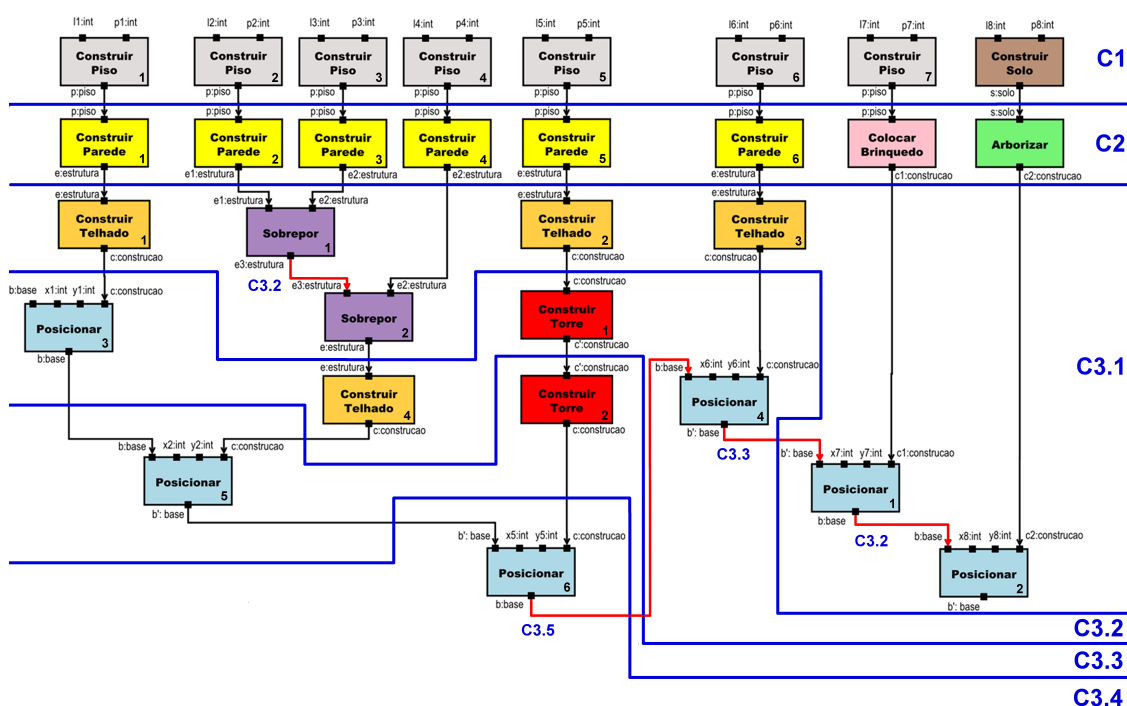 l1:int p1:int l2:int p2:int l3:int p3:int l4:int p4:int l5:int p5:int l6:int p6:int l7:int p7:int l8:int p8:int
Construir Construir Construir Construir Construir Construir Construir Construir
Piso 1 Piso 2 Piso 3 Piso 4 Piso 5 Piso 6 Piso 7 Solo
C1
p:piso p:piso p:piso p:piso p:piso p:piso p:piso s:solo
p:piso p:piso p:piso p:piso p:piso p:piso p:piso s:solo
Construir Construir Construir Construir Construir Construir Colocar Arborizar
Parede 1 Parede 2 Parede 3 Parede 4 Parede 5 Parede 6 Brinquedo
C2
e:estrutura e1:estrutura e2:estrutura e2:estrutura e:estrutura e:estrutura c1:construcao c2:construcao
e:estrutura e1:estrutura e2:estrutura e:estrutura e:estrutura
Construir Sobrepor Construir Construir
Telhado 1 1 Telhado 2 Telhado 3
c:construcao e3:estrutura c:construcao c:construcao
C3.2
b:base x1:int y1:int c:construcao e3:estrutura e2:estrutura c:construcao
Posicionar 3 Sobrepor 2 Construir
Torre 1
b:base e:estrutura c':construcao
e:estrutura c':construcao b:base x6:int y6:int c:construcao
C3.1
Construir Construir Posicionar 4
Telhado 4 Torre 2
c:construcao c:construcao b': base
b:base x2:int y2:int c:construcao C3.3 b': base x7:int y7:int c1:construcao
Posicionar 5 Posicionar 1
b': base b:base
b': base x5:int y5:int c:construcao C3.2 b:base x8:int y8:int c2:construcao
Posicionar 6 Posicionar 2
b:base b': base
C3.5
C3.2
C3.3
C3.4